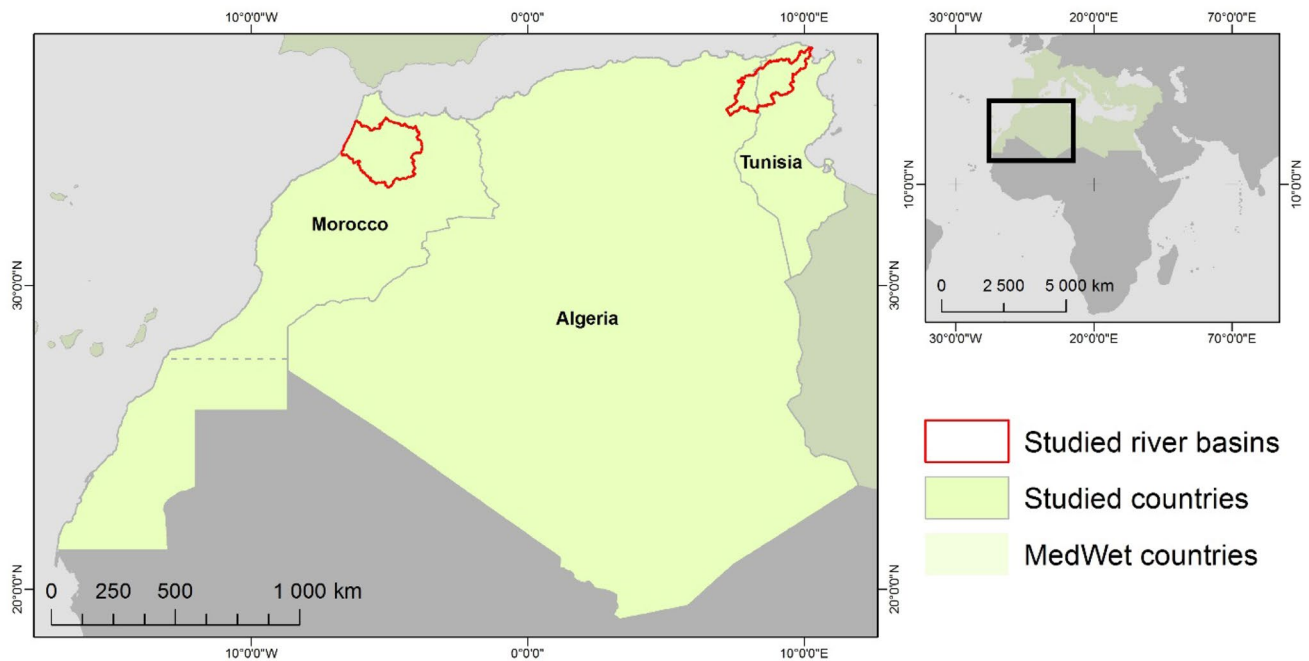 10°0'0"W 0°0'0" 10°0'0"E
30°0'0"W 20°0'0"E 70°0'0"E
Tunisia
Morocco
Algeria
30°0'0"N
20°0'0"N
30°0'0"N
20°0'0"N
0 250 500 1 000 km
10°0'0"W 0°0'0" 10°0'0"E
10°0'0"N
10°0'0"N
0 2 500 5 000 km
30°0'0"W 20°0'0"E 70°0'0"E
Studied river basins
Studied countries
MedWet countries